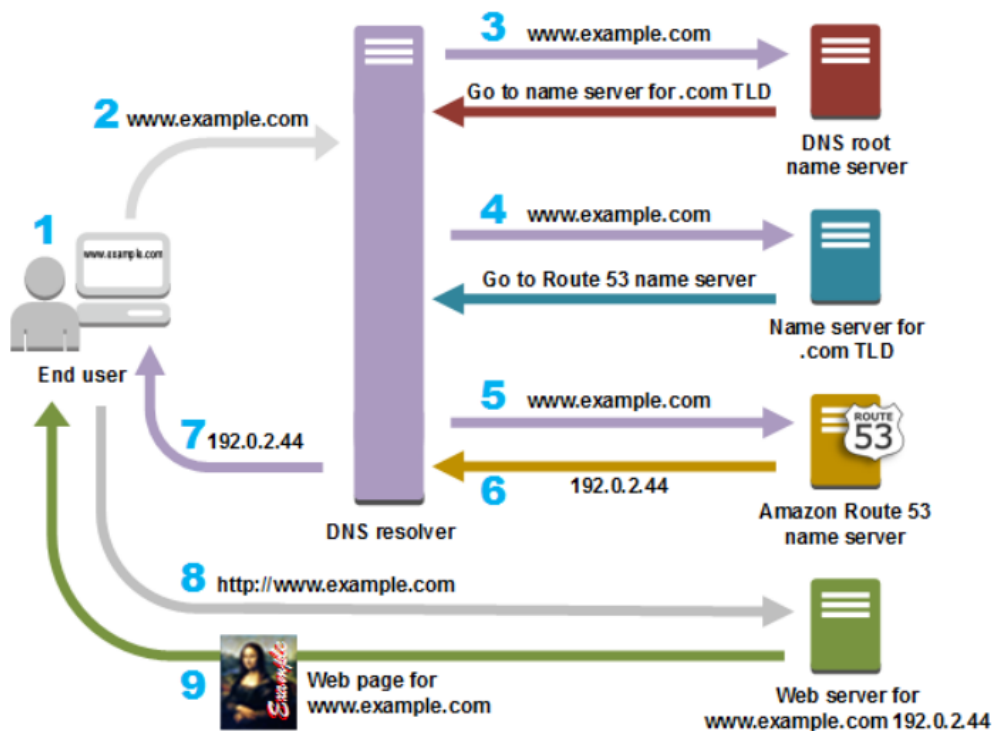 3 www.example.com
Go to name server for .com TLD
DNS root
name server
2 www.example.com
1
www.example.com
End user
4 www.example.com
Go to Route 53 name server
Name server for
.com TLD
5 www.example.com
ROUTE
53
6 192.0.2.44
Amazon Route 53
name server
7 192.0.2.44
DNS resolver
8 http://www.example.com
9
Example
Web page for
www.example.com
Web server for
www.example.com 192.0.2.44